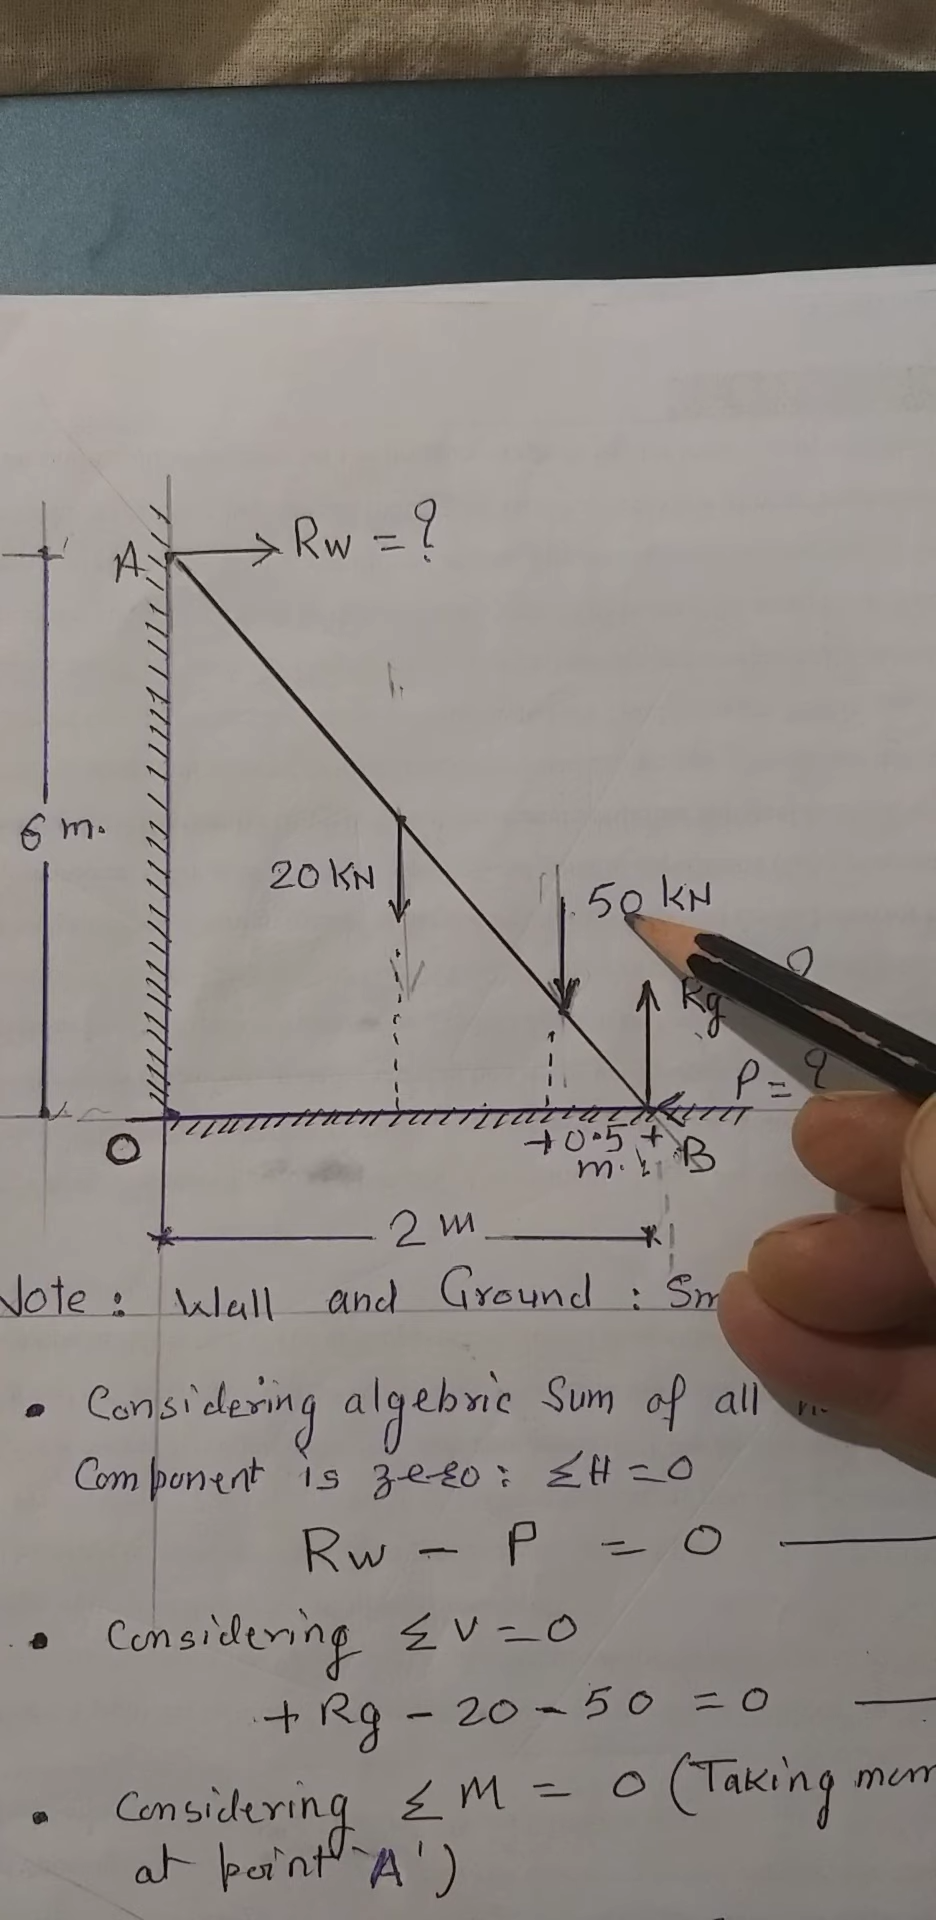 A
Rw = ?
6 m.
20 KN
50 KN
Rg
P = ?
O
+0.5+
m.
B
2 m
Note : Wall and Ground :
• Considering algebric Sum of all
Component is zero : ΣH = 0
Rw - P = 0
• Considering ΣV = 0
+ Rg - 20 - 50 = 0
• Considering ΣM = 0 (Taking
at point 'A')